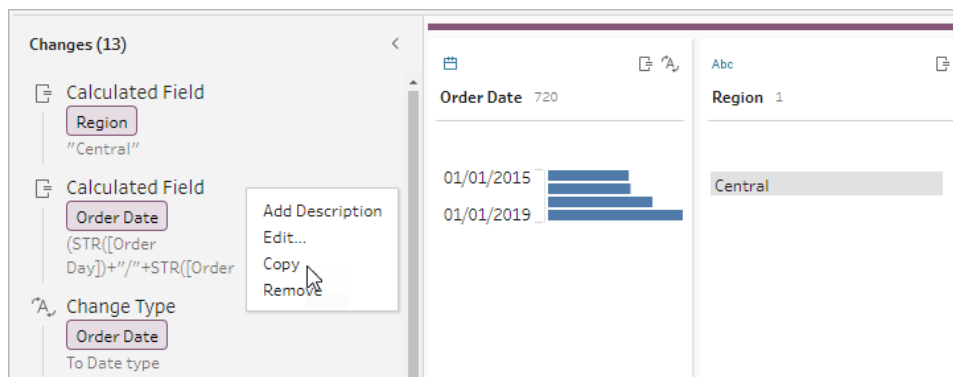 Changes (13)
Calculated Field
Region
"Central"
Calculated Field
Order Date
(STR([Order
Day])+"/"+STR([Order
Change Type
Order Date
To Date type
Add Description
Edit...
Copy
Remove
Order Date 720
01/01/2015
01/01/2019
Abc
Region 1
Central